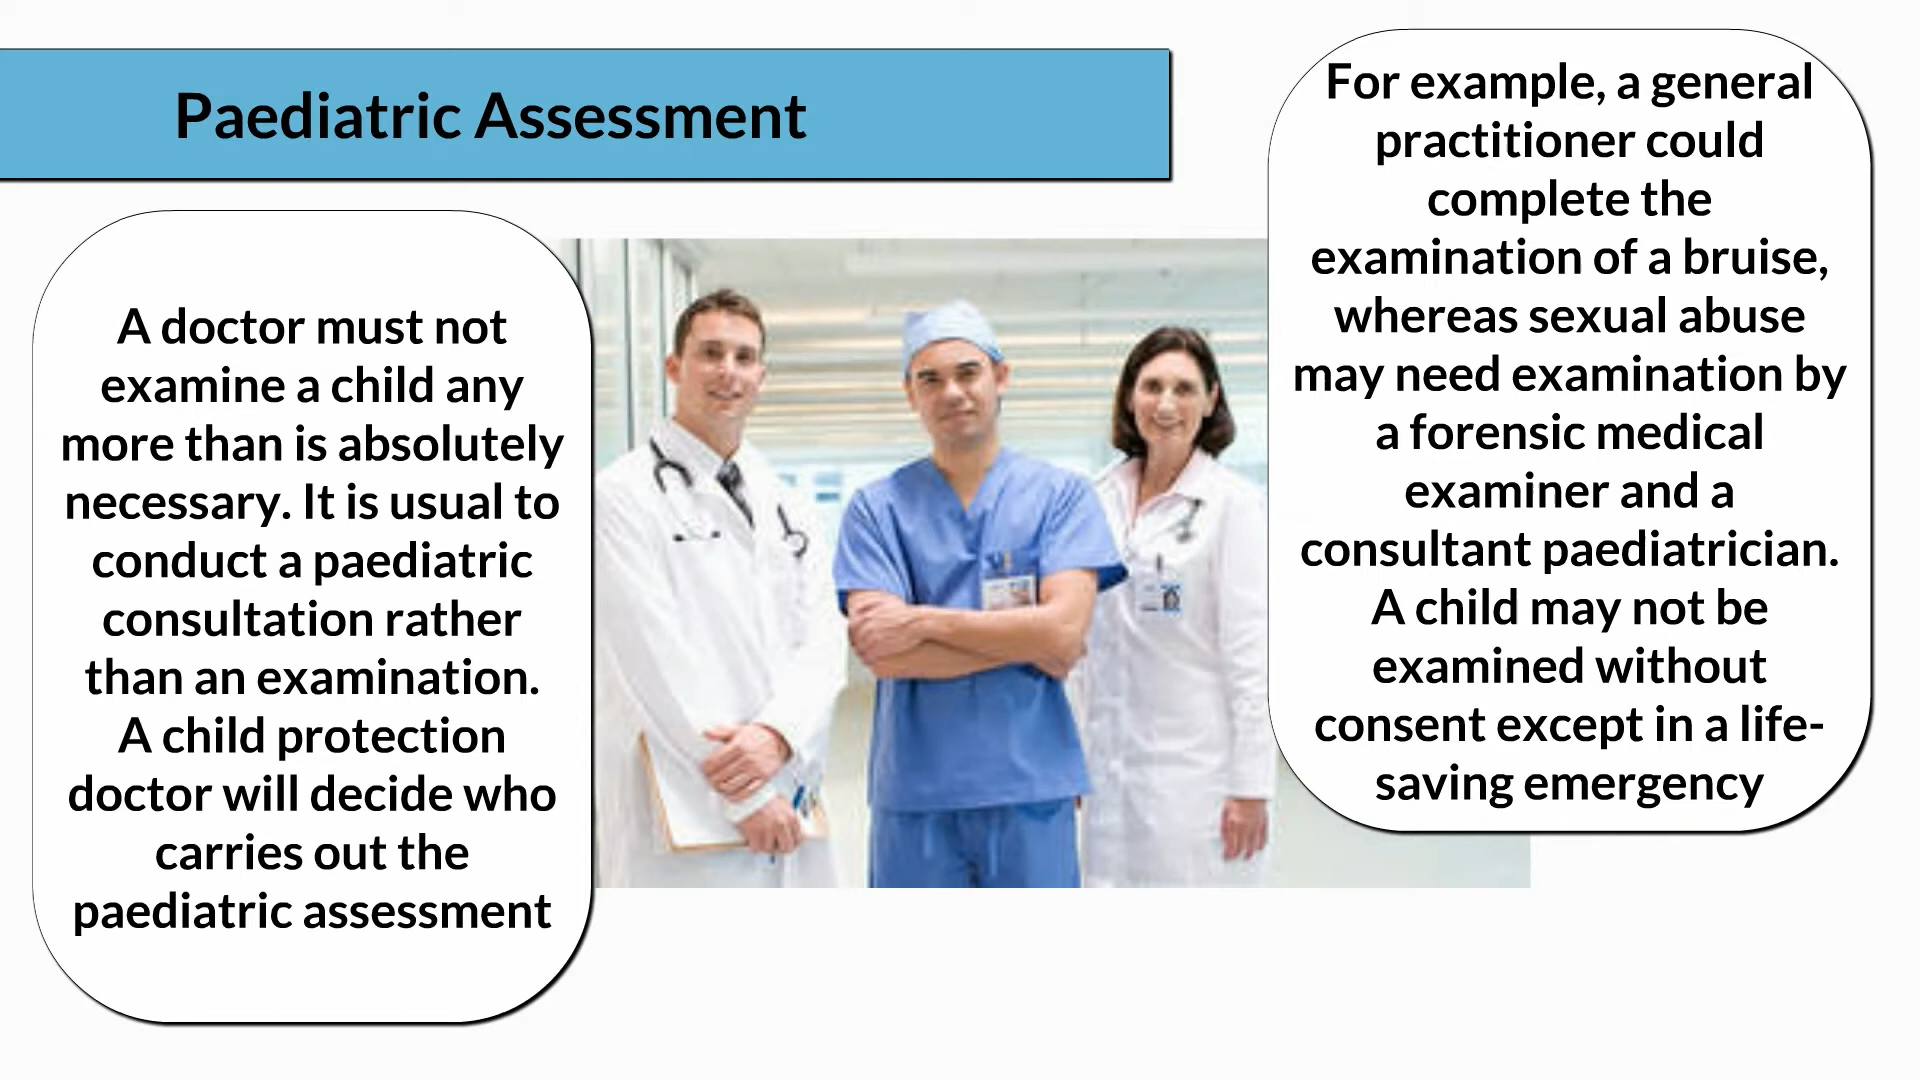 Paediatric Assessment
A doctor must not
examine a child any
more than is absolutely
necessary. It is usual to
conduct a paediatric
consultation rather
than an examination.
A child protection
doctor will decide who
carries out the
paediatric assessment
For example, a general
practitioner could
complete the
examination of a bruise,
whereas sexual abuse
may need examination by
a forensic medical
examiner and a
consultant paediatrician.
A child may not be
examined without
consent except in a life-
saving emergency